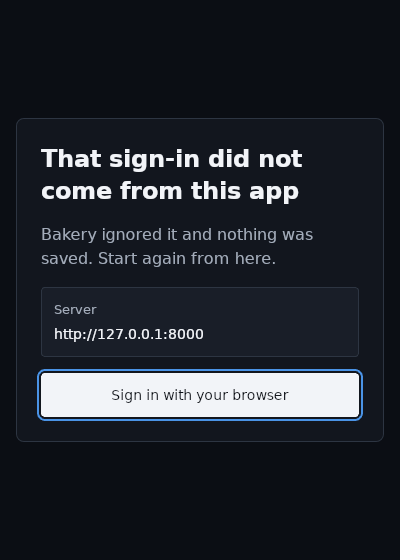 That sign-in did not
come from this app
Bakery ignored it and nothing was
saved. Start again from here.
Server
http://127.0.0.1:8000
Sign in with your browser